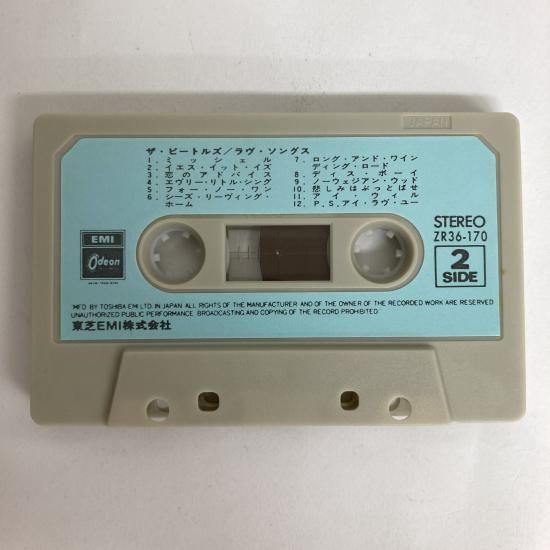 JAPAN
ザ・ビートルズ/ラヴ・ソングス
1. ミッシェル
2. イエス・イット・イズ
3. 恋のアドバイス
4. エヴリー・リトル・シング
5. フォー・ノー・ワン
6. シーズ・リーヴィング・
ホーム
7. ロング・アンド・ワイン
ディング・ロード
8. ディス・ボーイ
9. ノーウェジアン・ウッド
10. 悲しみはぶっとばせ
11. アイ・ウィル
12. P.S.アイ・ラヴ・ユー
EMI
Odeon
STEREO
ZR36-170
2
SIDE
MFD. BY TOSHIBA EMI LTD. IN JAPAN. ALL RIGHTS OF THE MANUFACTURER AND OF THE OWNER OF THE RECORDED WORK ARE RESERVED
UNAUTHORIZED PUBLIC PERFORMANCE. BROADCASTING AND COPYING OF THE RECORD PROHIBITED
東芝EMI株式会社